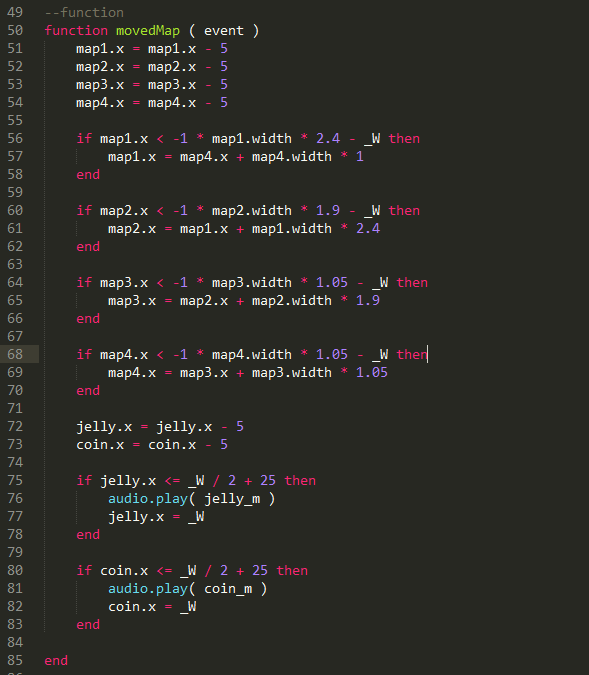 49 --function
50 function movedMap ( event )
51 map1.x = map1.x - 5
52 map2.x = map2.x - 5
53 map3.x = map3.x - 5
54 map4.x = map4.x - 5
55
56 if map1.x < -1 * map1.width * 2.4 - _W then
57 map1.x = map4.x + map4.width * 1
58 end
59
60 if map2.x < -1 * map2.width * 1.9 - _W then
61 map2.x = map1.x + map1.width * 2.4
62 end
63
64 if map3.x < -1 * map3.width * 1.05 - _W then
65 map3.x = map2.x + map2.width * 1.9
66 end
67
68 if map4.x < -1 * map4.width * 1.05 - _W then
69 map4.x = map3.x + map3.width * 1.05
70 end
71
72 jelly.x = jelly.x - 5
73 coin.x = coin.x - 5
74
75 if jelly.x <= _W / 2 + 25 then
76 audio.play( jelly_m )
77 jelly.x = _W
78 end
79
80 if coin.x <= _W / 2 + 25 then
81 audio.play( coin_m )
82 coin.x = _W
83 end
84
85 end